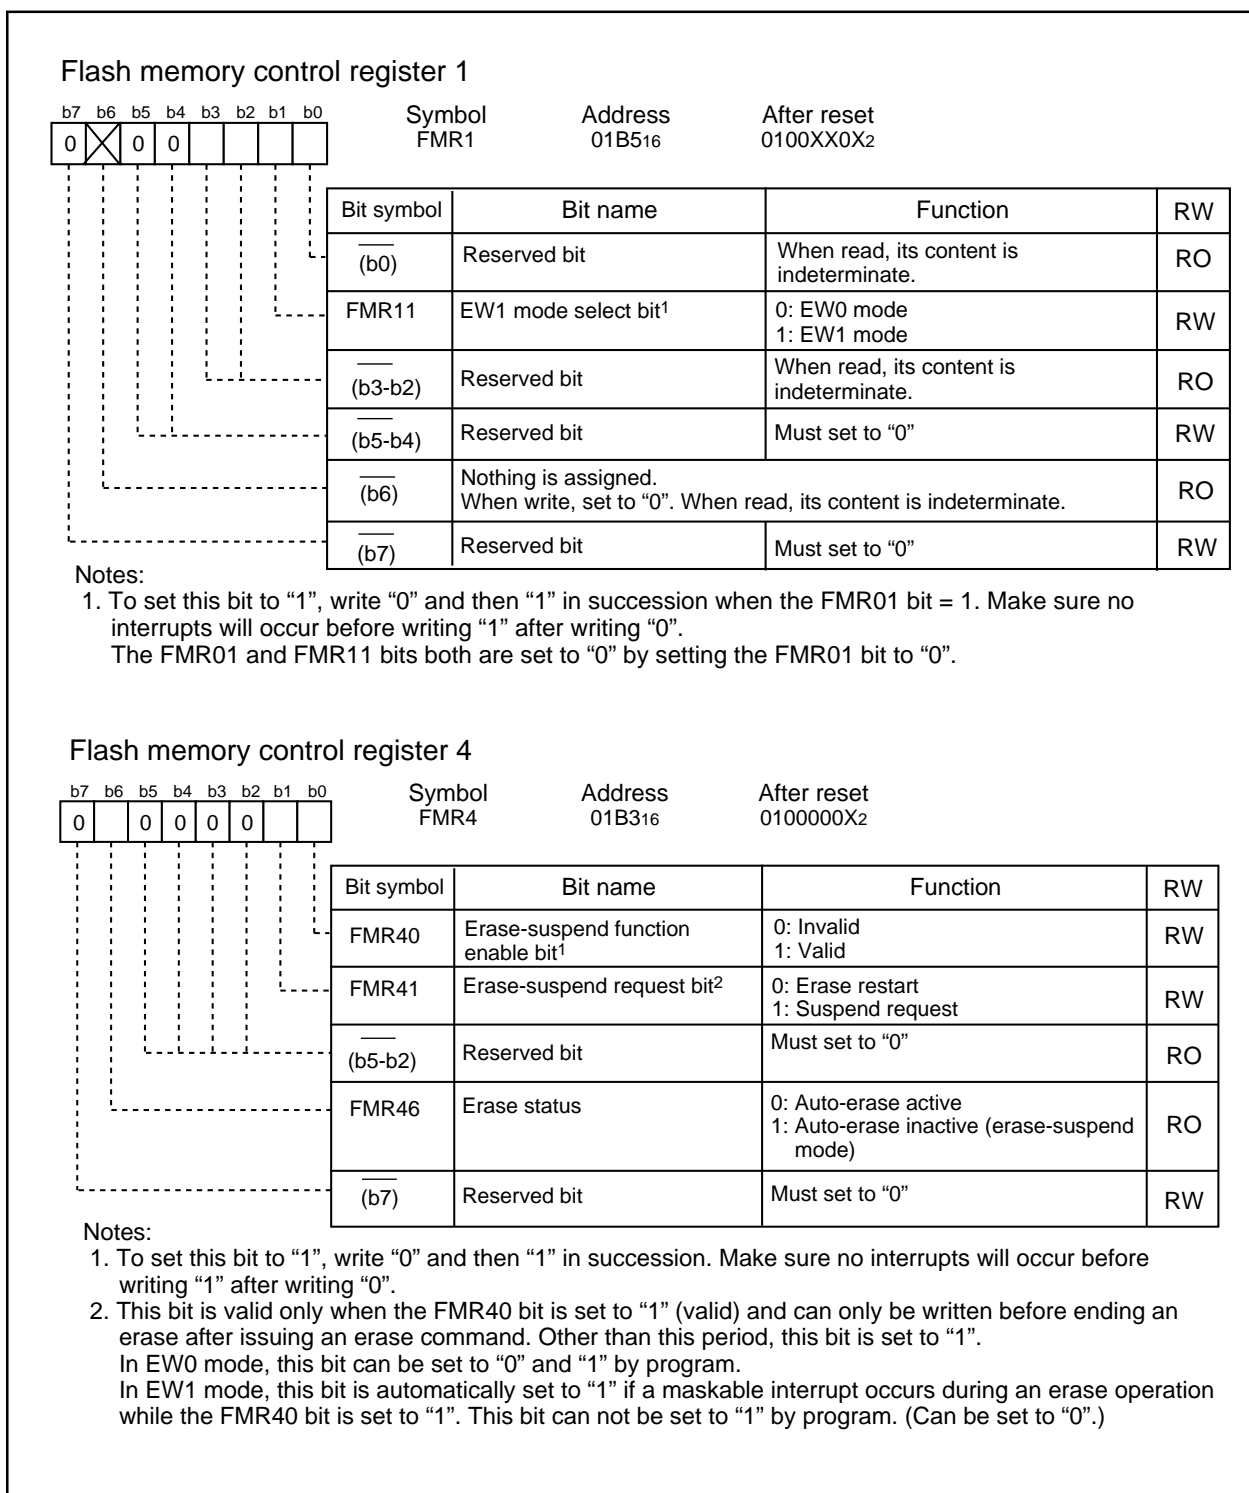 Flash memory control register 1
b7 b6 b5 b4 b3 b2 b1 b0
Symbol Address After reset
FMR1 01B516 0100XX0X2
0 0 0
Bit symbol Bit name Function RW
(b0) Reserved bit When read, its content is
indeterminate. RO
FMR11 EW1 mode select bit1 0: EW0 mode
1: EW1 mode RW
(b3-b2) Reserved bit When read, its content is
indeterminate. RO
(b5-b4) Reserved bit Must set to “0” RW
(b6) Nothing is assigned.
When write, set to “0”. When read, its content is indeterminate. RO
(b7) Reserved bit Must set to “0” RW
Notes:
1. To set this bit to “1”, write “0” and then “1” in succession when the FMR01 bit = 1. Make sure no
interrupts will occur before writing “1” after writing “0”.
The FMR01 and FMR11 bits both are set to “0” by setting the FMR01 bit to “0”.
Flash memory control register 4
b7 b6 b5 b4 b3 b2 b1 b0
Symbol Address After reset
FMR4 01B316 0100000X2
0 0 0 0 0
Bit symbol Bit name Function RW
FMR40 Erase-suspend function
enable bit1 0: Invalid
1: Valid RW
FMR41 Erase-suspend request bit2 0: Erase restart
1: Suspend request RW
(b5-b2) Reserved bit Must set to “0” RO
FMR46 Erase status 0: Auto-erase active
1: Auto-erase inactive (erase-suspend
mode) RO
(b7) Reserved bit Must set to “0” RW
Notes:
1. To set this bit to “1”, write “0” and then “1” in succession. Make sure no interrupts will occur before
writing “1” after writing “0”.
2. This bit is valid only when the FMR40 bit is set to “1” (valid) and can only be written before ending an
erase after issuing an erase command. Other than this period, this bit is set to “1”.
In EW0 mode, this bit can be set to “0” and “1” by program.
In EW1 mode, this bit is automatically set to “1” if a maskable interrupt occurs during an erase operation
while the FMR40 bit is set to “1”. This bit can not be set to “1” by program. (Can be set to “0”.)